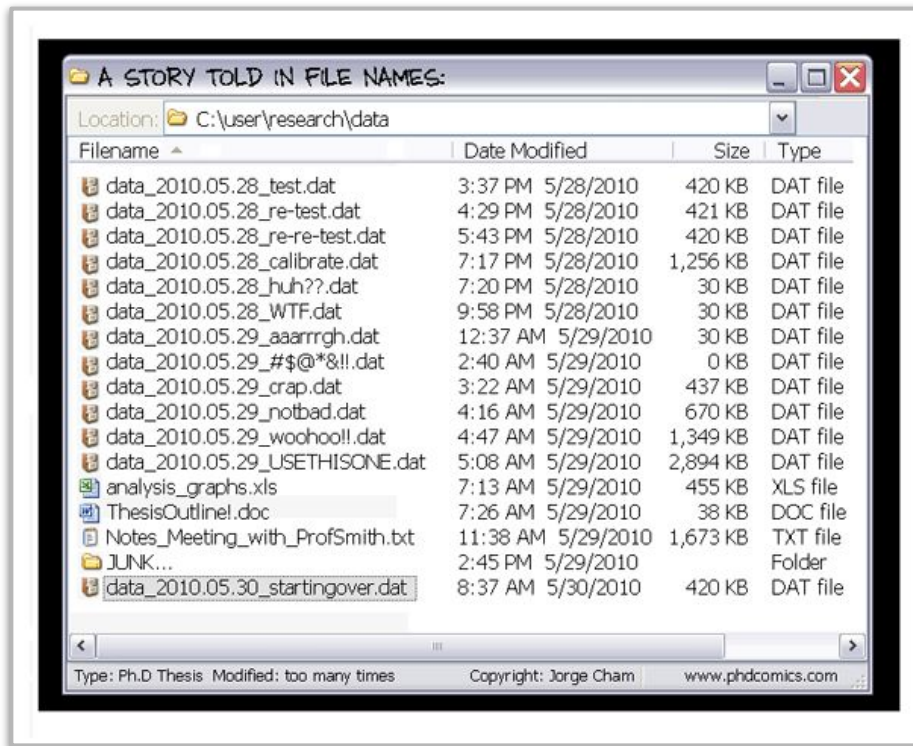 A STORY TOLD IN FILE NAMES:
Location: C:\user\research\data
Filename Date Modified Size Type
data_2010.05.28_test.dat 3:37 PM 5/28/2010 420 KB DAT file
data_2010.05.28_re-test.dat 4:29 PM 5/28/2010 421 KB DAT file
data_2010.05.28_re-re-test.dat 5:43 PM 5/28/2010 420 KB DAT file
data_2010.05.28_calibrate.dat 7:17 PM 5/28/2010 1,256 KB DAT file
data_2010.05.28_huh??.dat 7:20 PM 5/28/2010 30 KB DAT file
data_2010.05.28_WTF.dat 9:58 PM 5/28/2010 30 KB DAT file
data_2010.05.29_aaarrrgh.dat 12:37 AM 5/29/2010 30 KB DAT file
data_2010.05.29_#$@*&!!.dat 2:40 AM 5/29/2010 0 KB DAT file
data_2010.05.29_crap.dat 3:22 AM 5/29/2010 437 KB DAT file
data_2010.05.29_notbad.dat 4:16 AM 5/29/2010 670 KB DAT file
data_2010.05.29_woohoo!!.dat 4:47 AM 5/29/2010 1,349 KB DAT file
data_2010.05.29_USETHISONE.dat 5:08 AM 5/29/2010 2,894 KB DAT file
analysis_graphs.xls 7:13 AM 5/29/2010 455 KB XLS file
ThesisOutline!.doc 7:26 AM 5/29/2010 38 KB DOC file
Notes_Meeting_with_ProfSmith.txt 11:38 AM 5/29/2010 1,673 KB TXT file
JUNK... 2:45 PM 5/29/2010 Folder
data_2010.05.30_startingover.dat 8:37 AM 5/30/2010 420 KB DAT file
Type: Ph.D Thesis Modified: too many times Copyright: Jorge Cham www.phdcomics.com